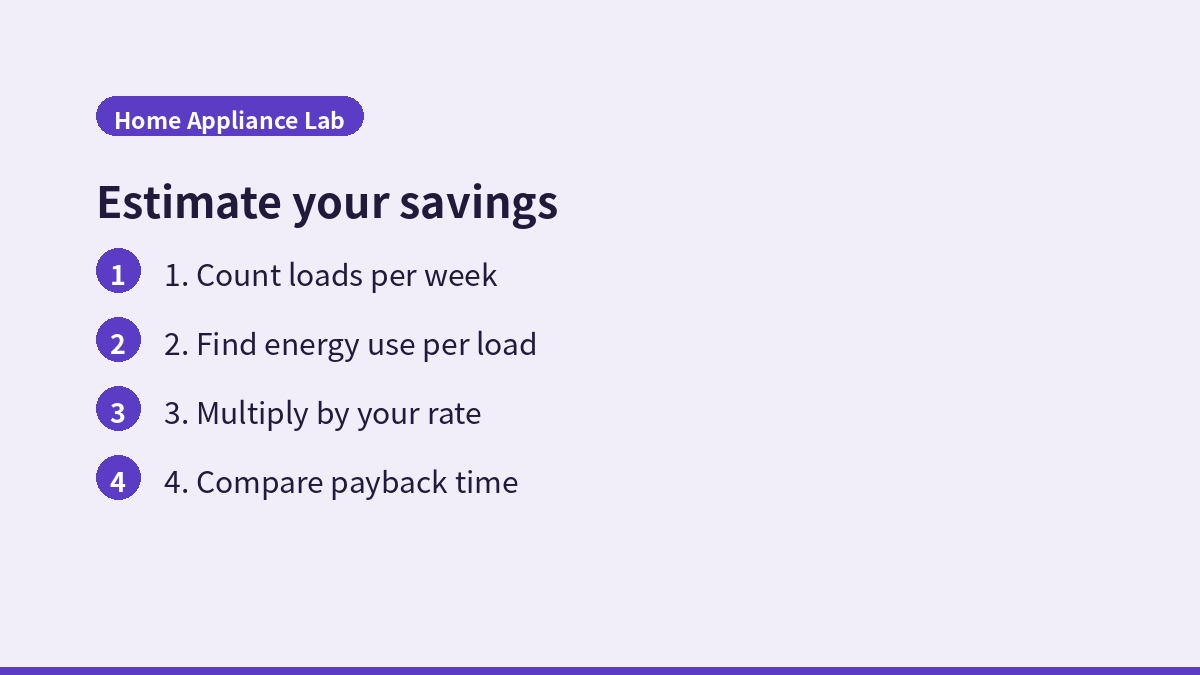 Home Appliance Lab
Estimate your savings
1 1. Count loads per week
2 2. Find energy use per load
3 3. Multiply by your rate
4 4. Compare payback time